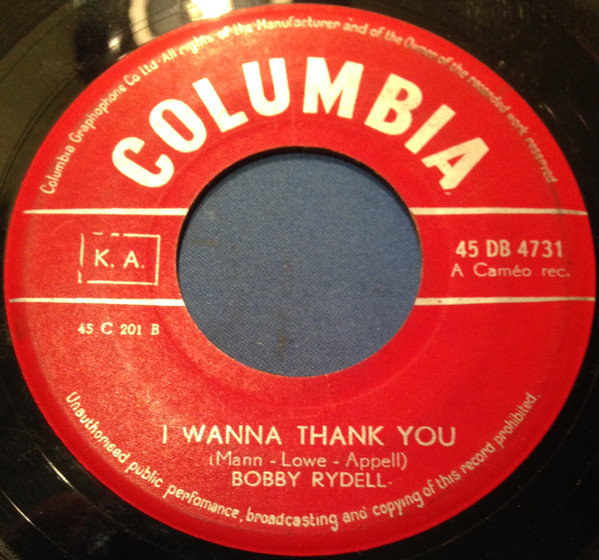 Columbia Graphophone Co Ltd. All rights of the Manufacturer and of the Owner of the recorded work reserved
COLUMBIA
K. A.
45 DB 4731
A Caméo rec.
45 C 201 B
I WANNA THANK YOU
(Mann - Lowe - Appell)
BOBBY RYDELL
Unauthorised public perfomance, broadcasting and copying of this record prohibited.